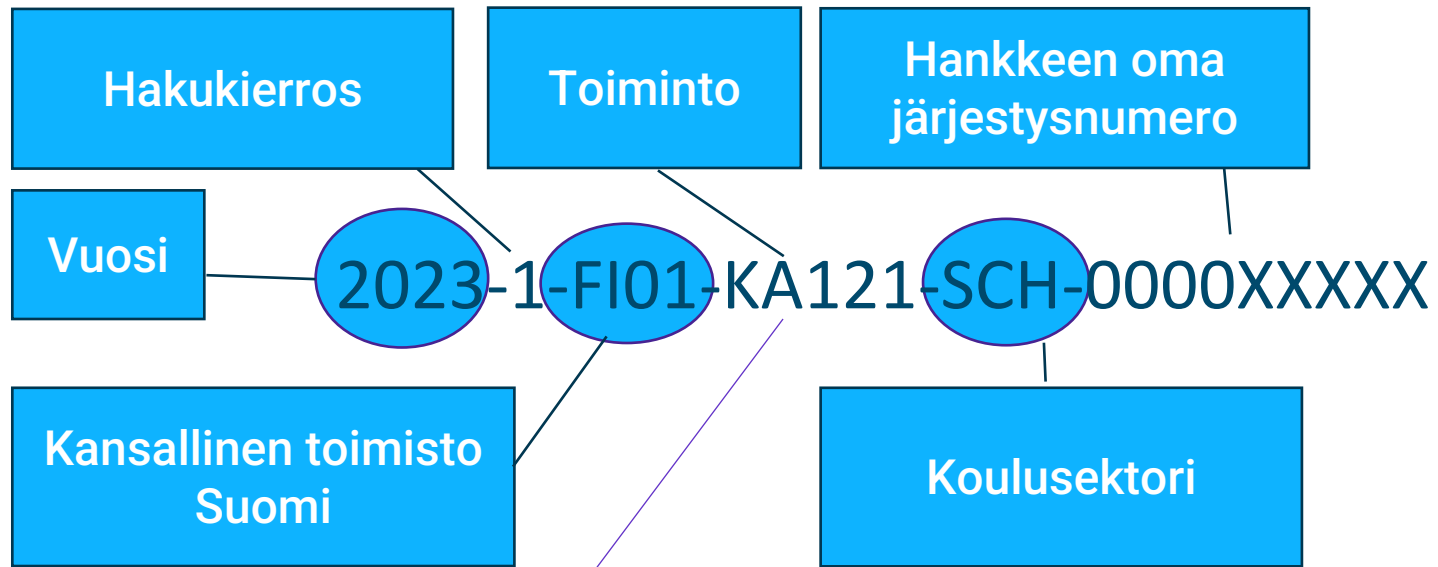 Hakukierros
Toiminto
Hankkeen oma
järjestysnumero
Vuosi
2023-1-FI01-KA121-SCH-0000XXXXX
Kansallinen toimisto
Suomi
Koulusektori